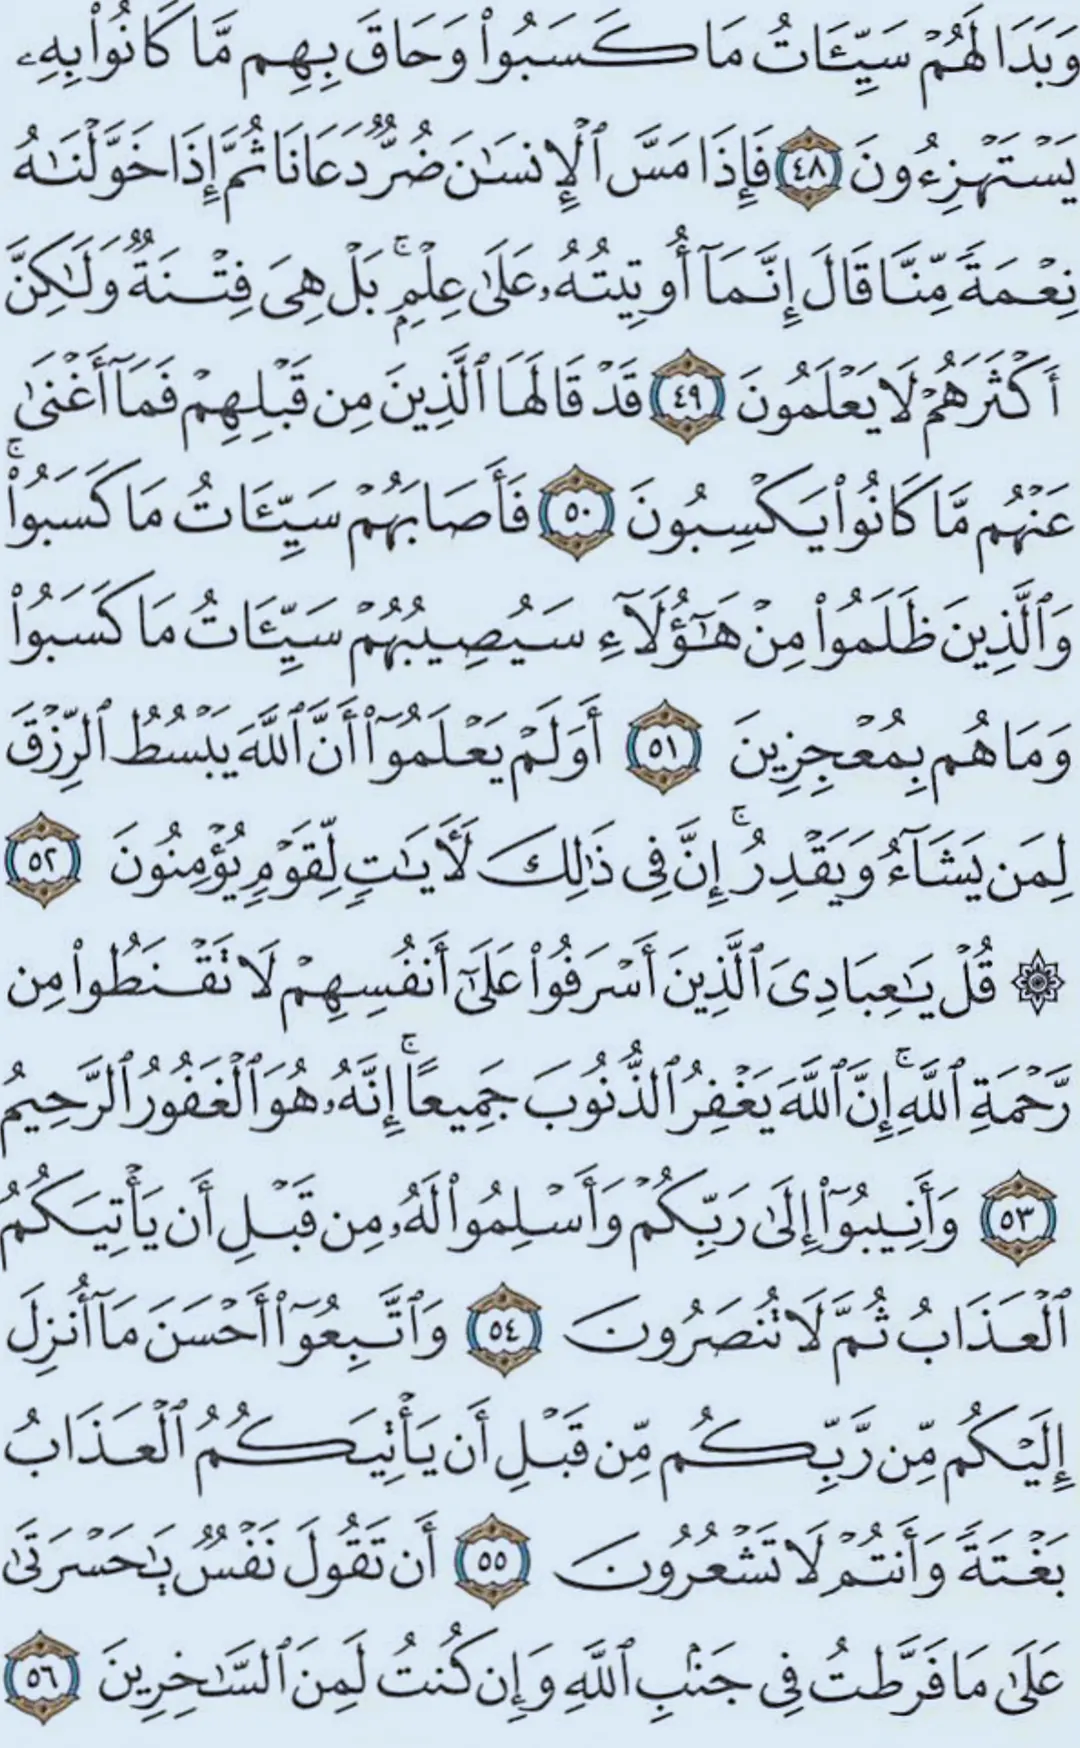 وَبَدَا لَهُمْ سَيِّـَٔاتُ مَا كَسَبُوا۟ وَحَاقَ بِهِم مَّا كَانُوا۟ بِهِۦ
يَسْتَهْزِءُونَ ٤٨ فَإِذَا مَسَّ ٱلْإِنسَـٰنَ ضُرٌّ دَعَانَا ثُمَّ إِذَا خَوَّلْنَـٰهُ
نِعْمَةً مِّنَّا قَالَ إِنَّمَآ أُوتِيتُهُۥ عَلَىٰ عِلْمٍۭ ۚ بَلْ هِىَ فِتْنَةٌ وَلَـٰكِنَّ
أَكْثَرَهُمْ لَا يَعْلَمُونَ ٤٩ قَدْ قَالَهَا ٱلَّذِينَ مِن قَبْلِهِمْ فَمَآ أَغْنَىٰ
عَنْهُم مَّا كَانُوا۟ يَكْسِبُونَ ٥٠ فَأَصَابَهُمْ سَيِّـَٔاتُ مَا كَسَبُوا۟ ۚ
وَٱلَّذِينَ ظَلَمُوا۟ مِنْ هَـٰٓؤُلَآءِ سَيُصِيبُهُمْ سَيِّـَٔاتُ مَا كَسَبُوا۟
وَمَا هُم بِمُعْجِزِينَ ٥١ أَوَلَمْ يَعْلَمُوٓا۟ أَنَّ ٱللَّهَ يَبْسُطُ ٱلرِّزْقَ
لِمَن يَشَآءُ وَيَقْدِرُ ۚ إِنَّ فِى ذَٰلِكَ لَـَٔايَـٰتٍ لِّقَوْمٍ يُؤْمِنُونَ ٥٢
۞ قُلْ يَـٰعِبَادِىَ ٱلَّذِينَ أَسْرَفُوا۟ عَلَىٰٓ أَنفُسِهِمْ لَا تَقْنَطُوا۟ مِن
رَّحْمَةِ ٱللَّهِ ۚ إِنَّ ٱللَّهَ يَغْفِرُ ٱلذُّنُوبَ جَمِيعًا ۚ إِنَّهُۥ هُوَ ٱلْغَفُورُ ٱلرَّحِيمُ
٥٣ وَأَنِيبُوٓا۟ إِلَىٰ رَبِّكُمْ وَأَسْلِمُوا۟ لَهُۥ مِن قَبْلِ أَن يَأْتِيَكُمُ
ٱلْعَذَابُ ثُمَّ لَا تُنصَرُونَ ٥٤ وَٱتَّبِعُوٓا۟ أَحْسَنَ مَآ أُنزِلَ
إِلَيْكُم مِّن رَّبِّكُم مِّن قَبْلِ أَن يَأْتِيَكُمُ ٱلْعَذَابُ
بَغْتَةً وَأَنتُمْ لَا تَشْعُرُونَ ٥٥ أَن تَقُولَ نَفْسٌ يَـٰحَسْرَتَىٰ
عَلَىٰ مَا فَرَّطتُ فِى جَنۢبِ ٱللَّهِ وَإِن كُنتُ لَمِنَ ٱلسَّـٰخِرِينَ ٥٦